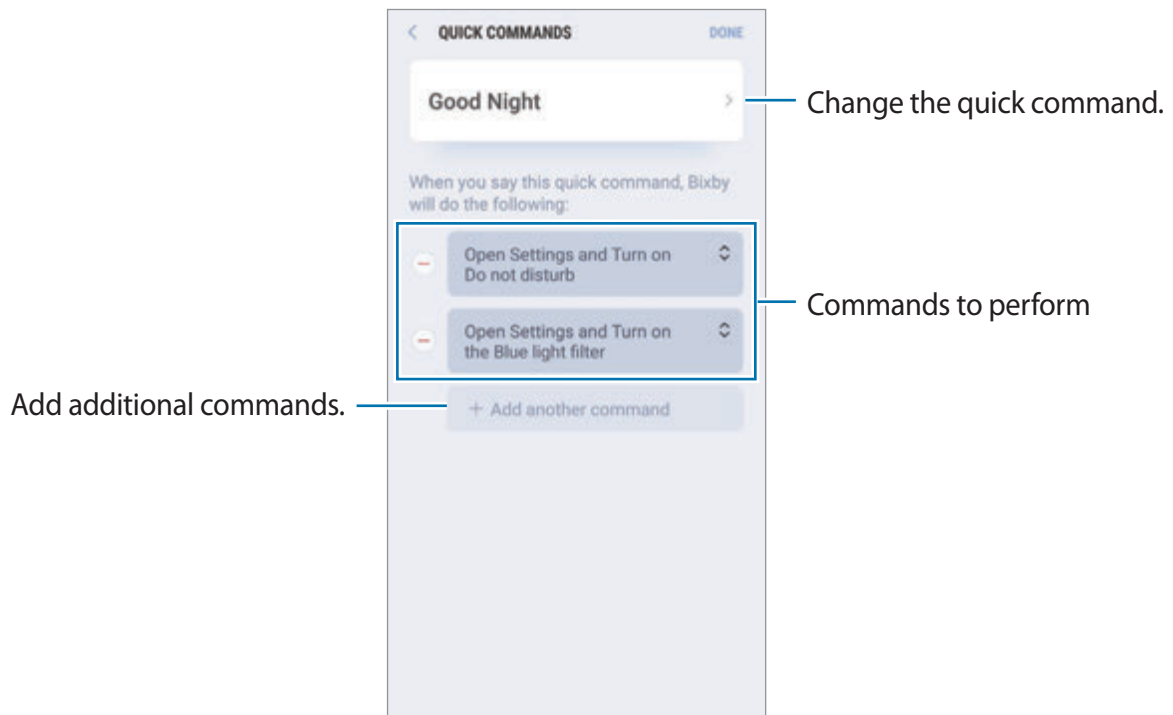 QUICK COMMANDS DONE
Good Night
Change the quick command.
When you say this quick command, Bixby
will do the following:
Open Settings and Turn on
Do not disturb
Commands to perform
Open Settings and Turn on
the Blue light filter
Add additional commands.
+ Add another command